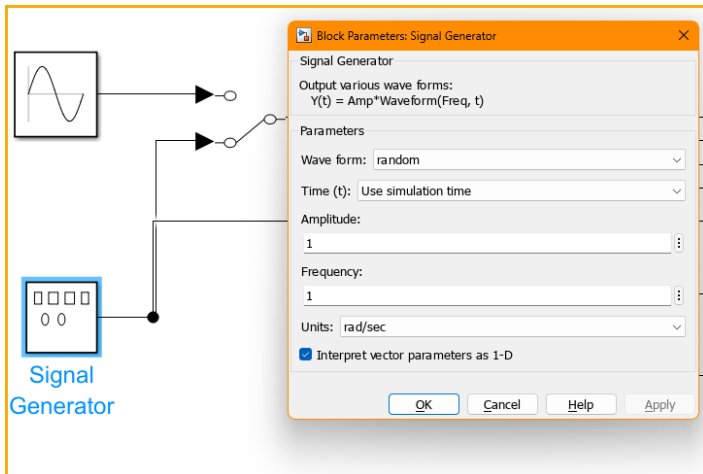 Block Parameters: Signal Generator
Signal Generator
Output various wave forms:
Y(t) = Amp*Waveform(Freq, t)
Parameters
Wave form: random
Time (t): Use simulation time
Amplitude:
1
Frequency:
1
Units: rad/sec
Interpret vector parameters as 1-D
OK Cancel Help Apply
Signal
Generator